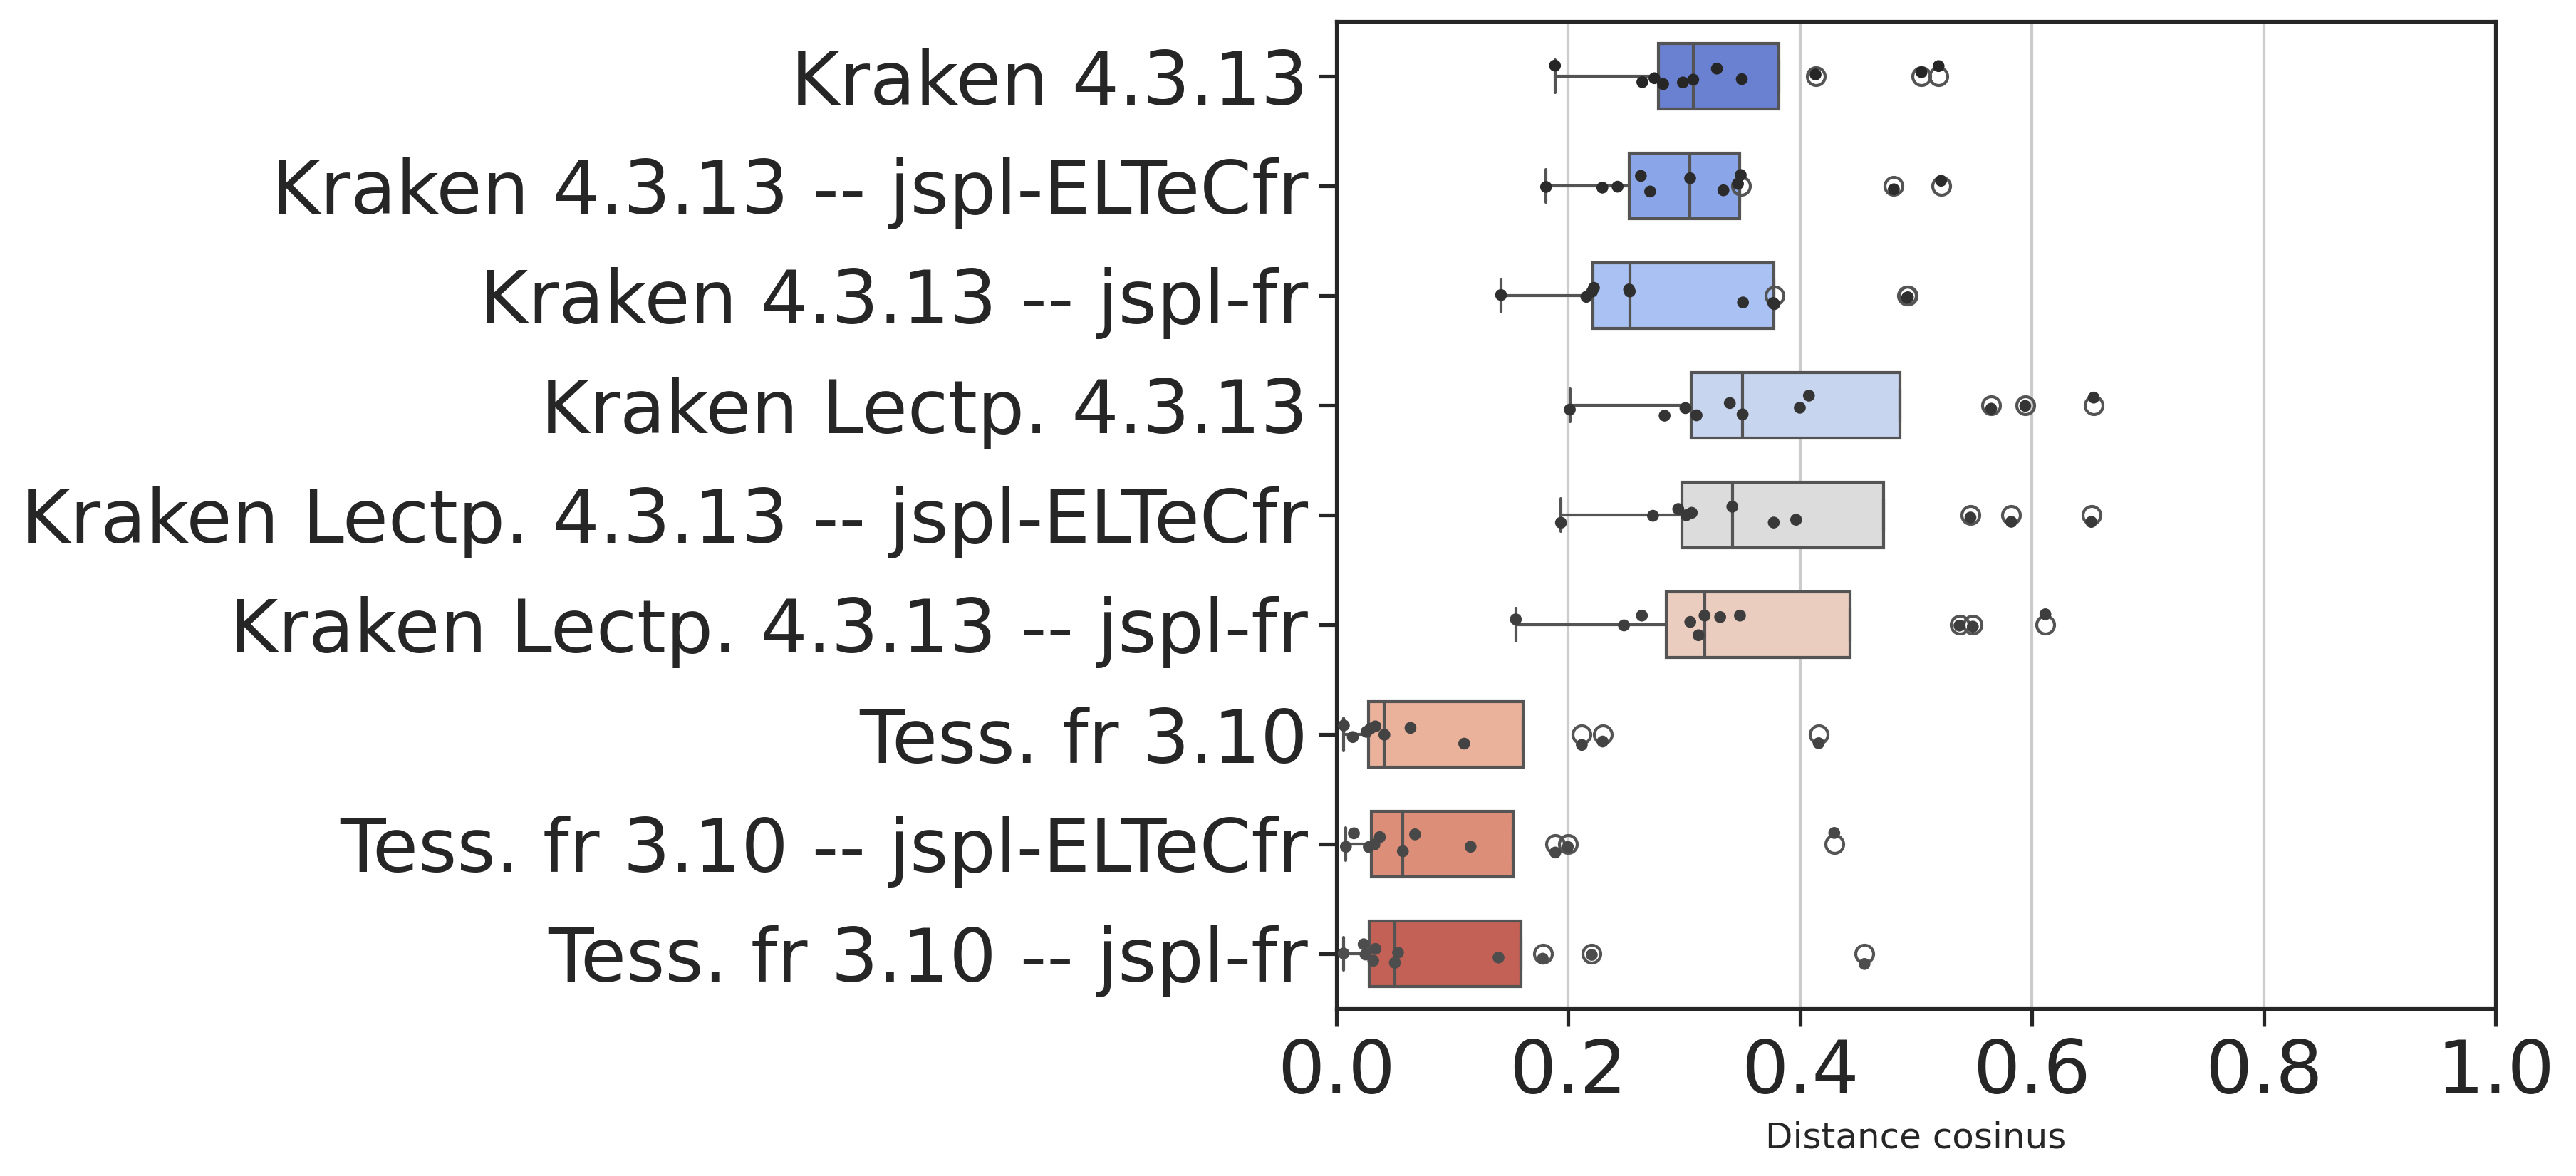 Kraken 4.3.13
Kraken 4.3.13 -- jspl-ELTeCfr
Kraken 4.3.13 -- jspl-fr
Kraken Lectp. 4.3.13
Kraken Lectp. 4.3.13 -- jspl-ELTeCfr
Kraken Lectp. 4.3.13 -- jspl-fr
Tess. fr 3.10
Tess. fr 3.10 -- jspl-ELTeCfr
Tess. fr 3.10 -- jspl-fr
0.0 0.2 0.4 0.6 0.8 1.0
Distance cosinus